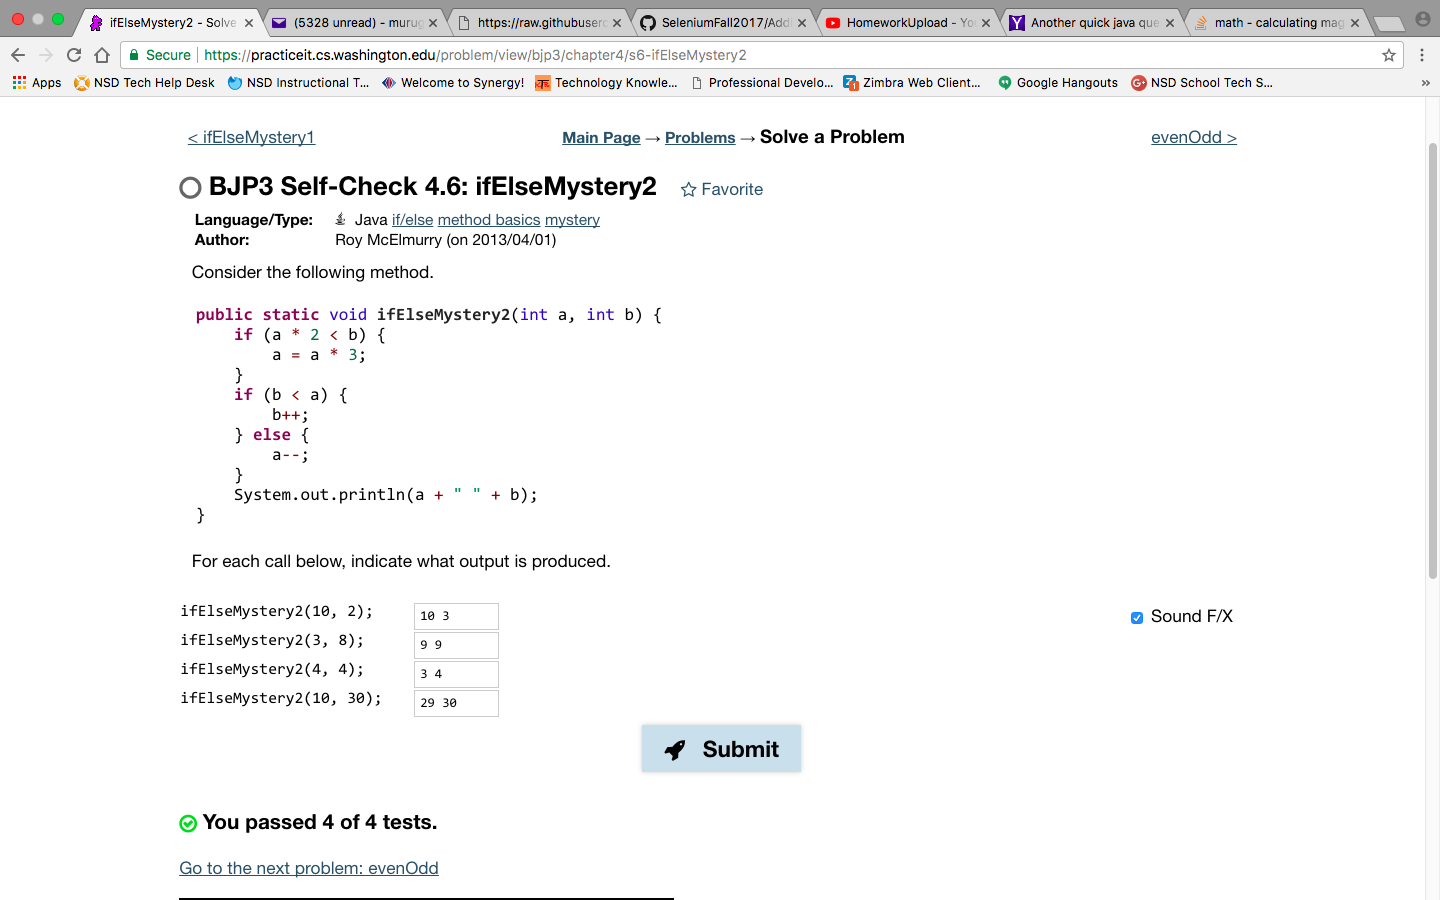 ifElseMystery2 - Solve
(5328 unread) - murug
https://raw.githubuserc
SeleniumFall2017/Addi
HomeworkUpload - Yo
Another quick java que
math - calculating mag
Secure https://practiceit.cs.washington.edu/problem/view/bjp3/chapter4/s6-ifElseMystery2
Apps NSD Tech Help Desk NSD Instructional T... Welcome to Synergy! Technology Knowle... Professional Develo... Zimbra Web Client... Google Hangouts NSD School Tech S... »
< ifElseMystery1 Main Page → Problems → Solve a Problem evenOdd >
BJP3 Self-Check 4.6: ifElseMystery2 Favorite
Language/Type: Java if/else method basics mystery
Author: Roy McElmurry (on 2013/04/01)
Consider the following method.
public static void ifElseMystery2(int a, int b) {
if (a * 2 < b) {
a = a * 3;
}
if (b < a) {
b++;
} else {
a--;
}
System.out.println(a + " " + b);
}
For each call below, indicate what output is produced.
ifElseMystery2(10, 2); 10 3 Sound F/X
ifElseMystery2(3, 8); 9 9
ifElseMystery2(4, 4); 3 4
ifElseMystery2(10, 30); 29 30
Submit
You passed 4 of 4 tests.
Go to the next problem: evenOdd